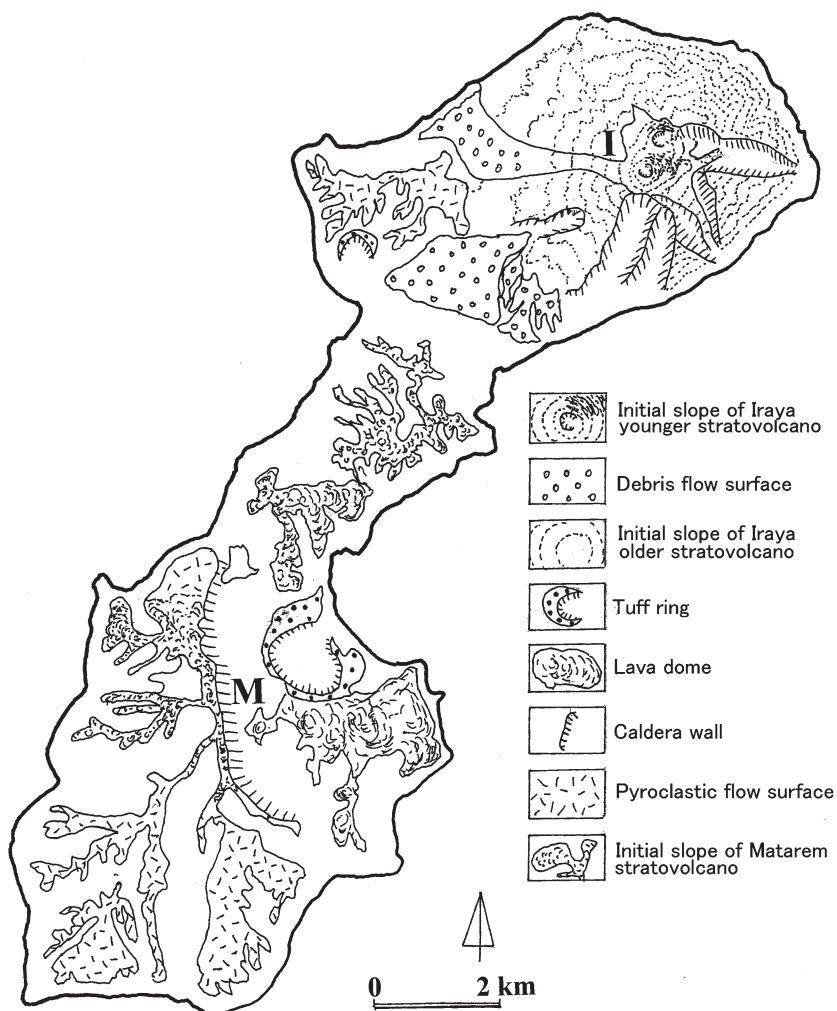 I
Initial slope of Iraya
younger stratovolcano
Debris flow surface
Initial slope of Iraya
older stratovolcano
Tuff ring
Lava dome
M
Caldera wall
Pyroclastic flow surface
Initial slope of Matarem
stratovolcano
0 2 km